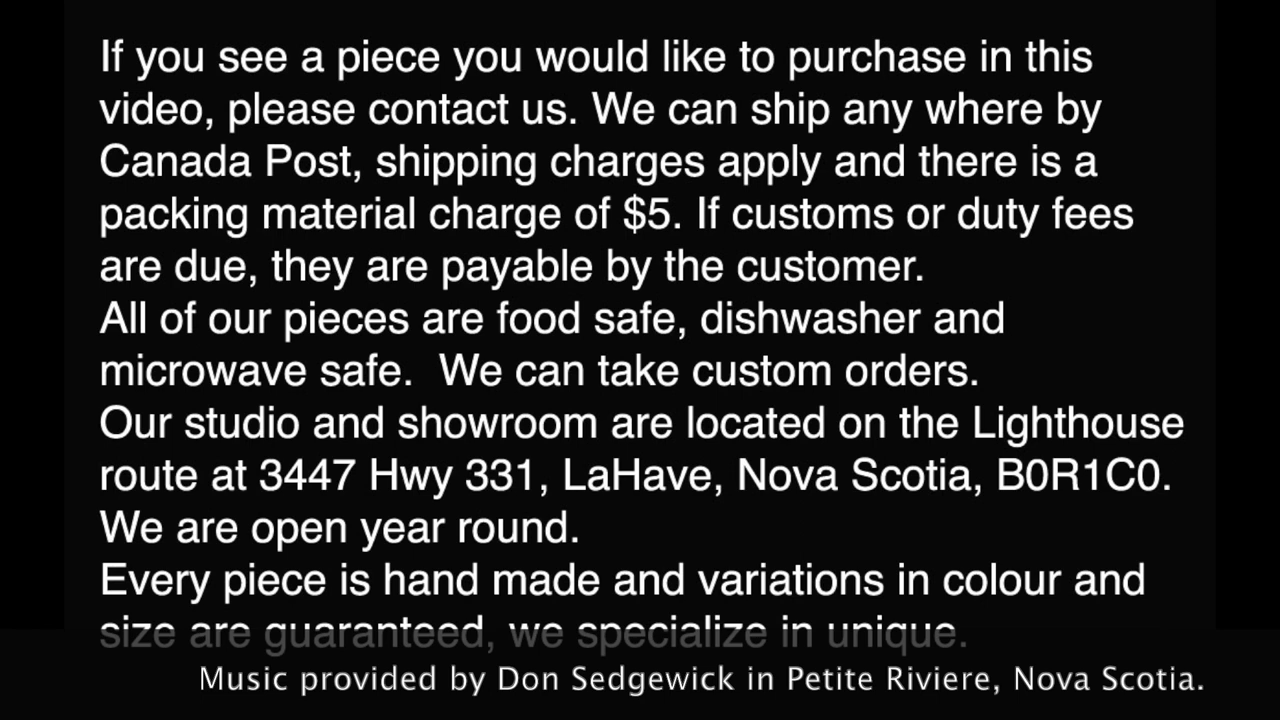 If you see a piece you would like to purchase in this
video, please contact us. We can ship any where by
Canada Post, shipping charges apply and there is a
packing material charge of $5. If customs or duty fees
are due, they are payable by the customer.
All of our pieces are food safe, dishwasher and
microwave safe.  We can take custom orders.
Our studio and showroom are located on the Lighthouse
route at 3447 Hwy 331, LaHave, Nova Scotia, B0R1C0.
We are open year round.
Every piece is hand made and variations in colour and
size are guaranteed, we specialize in unique.
Music provided by Don Sedgewick in Petite Riviere, Nova Scotia.